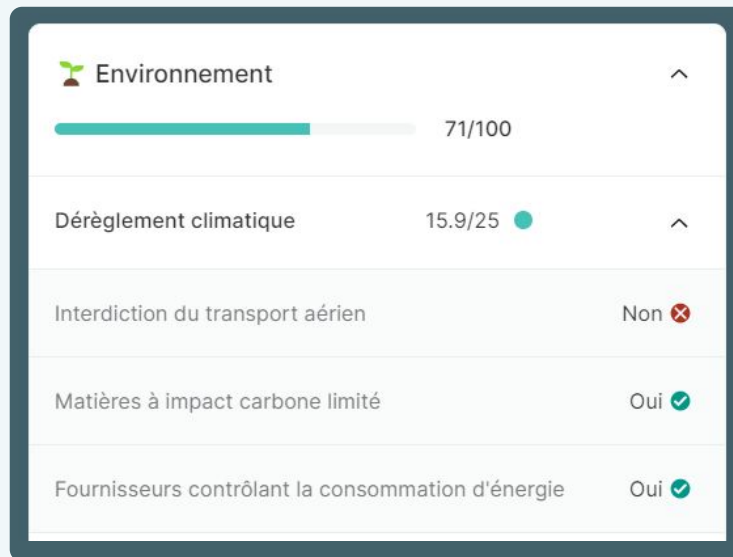 Environnement
71/100
Dérèglement climatique 15.9/25
Interdiction du transport aérien Non
Matières à impact carbone limité Oui
Fournisseurs contrôlant la consommation d'énergie Oui